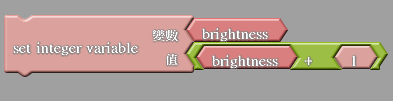 set integer variable
變數 brightness
值 brightness + 1